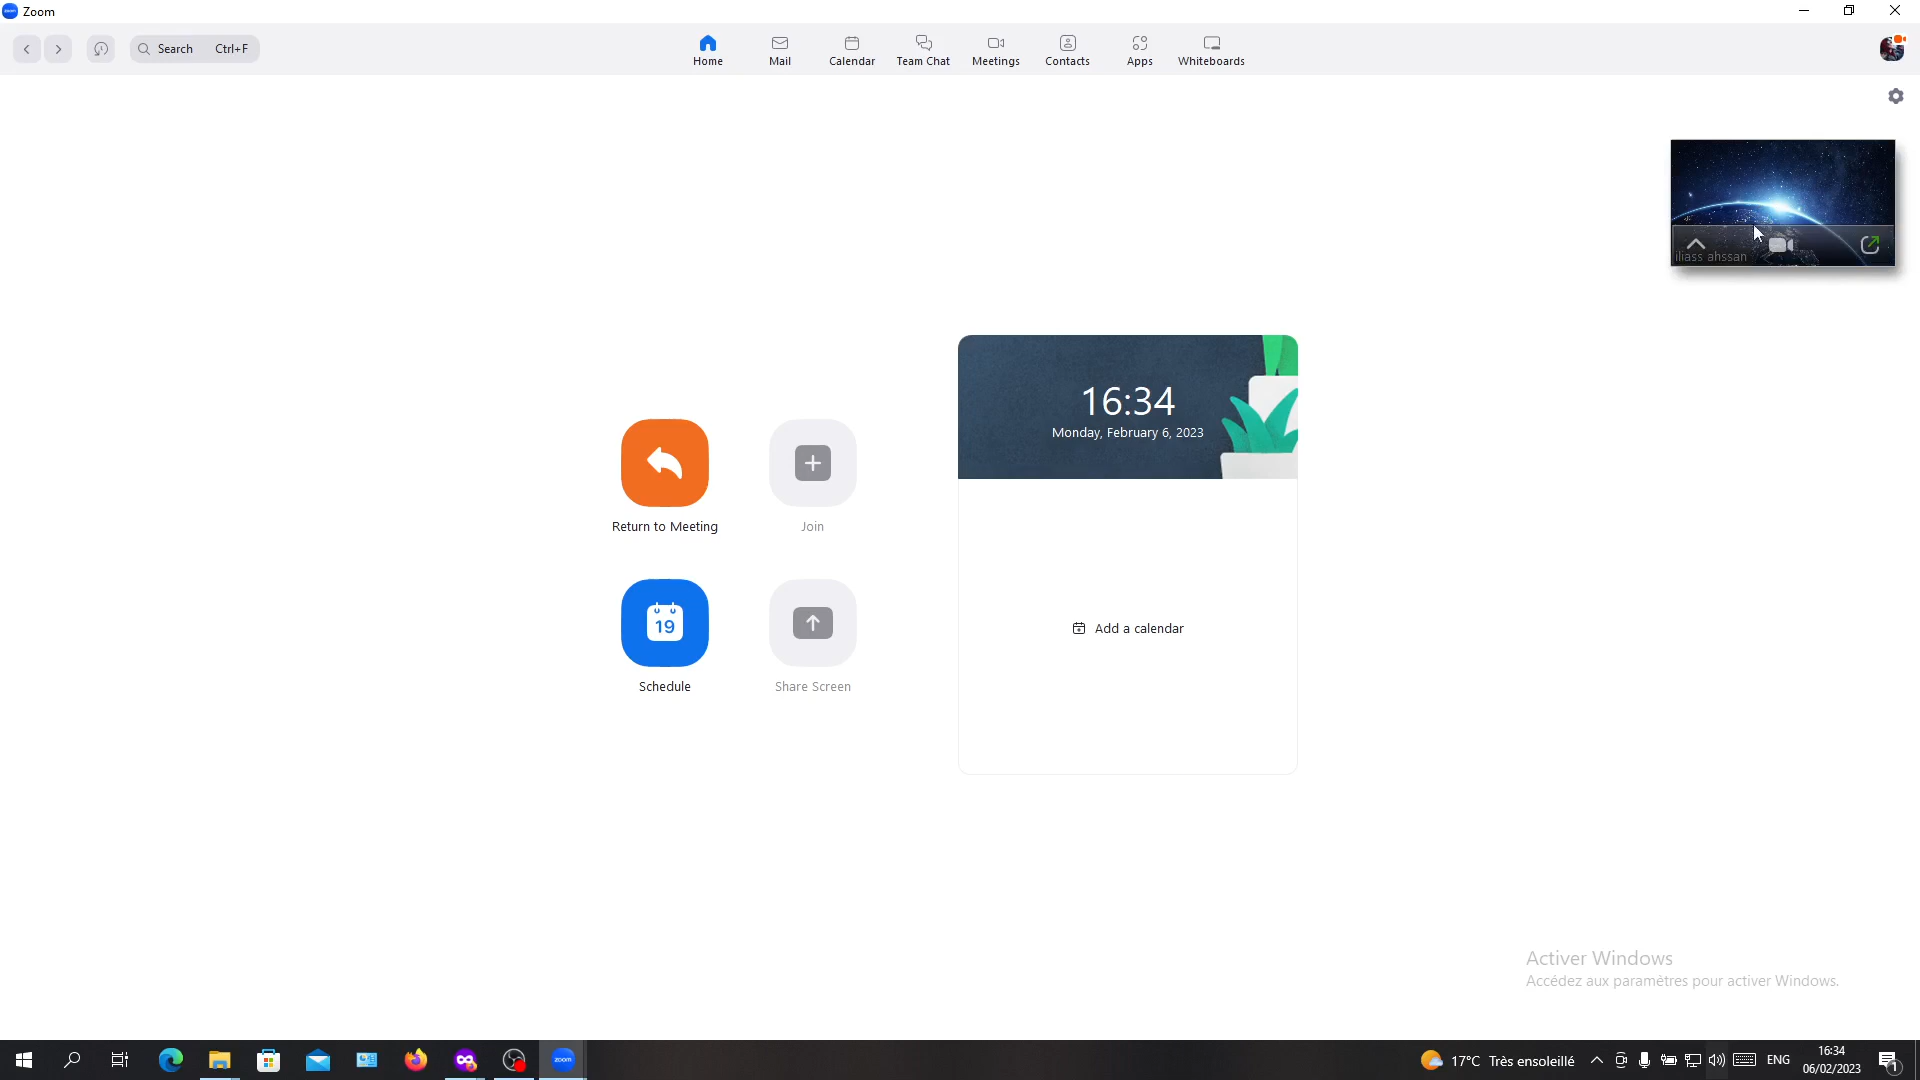 Zoom
Search Ctrl+F
Home
Mail
Calendar
Team Chat
Meetings
Contacts
Apps
Whiteboards
iliass ahssan
16:34
Monday, February 6, 2023
Return to Meeting
Join
19
Schedule
Share Screen
Add a calendar
Activer Windows
Accédez aux paramètres pour activer Windows.
zoom
17°C Très ensoleillé
ENG
16:34
06/02/2023
1